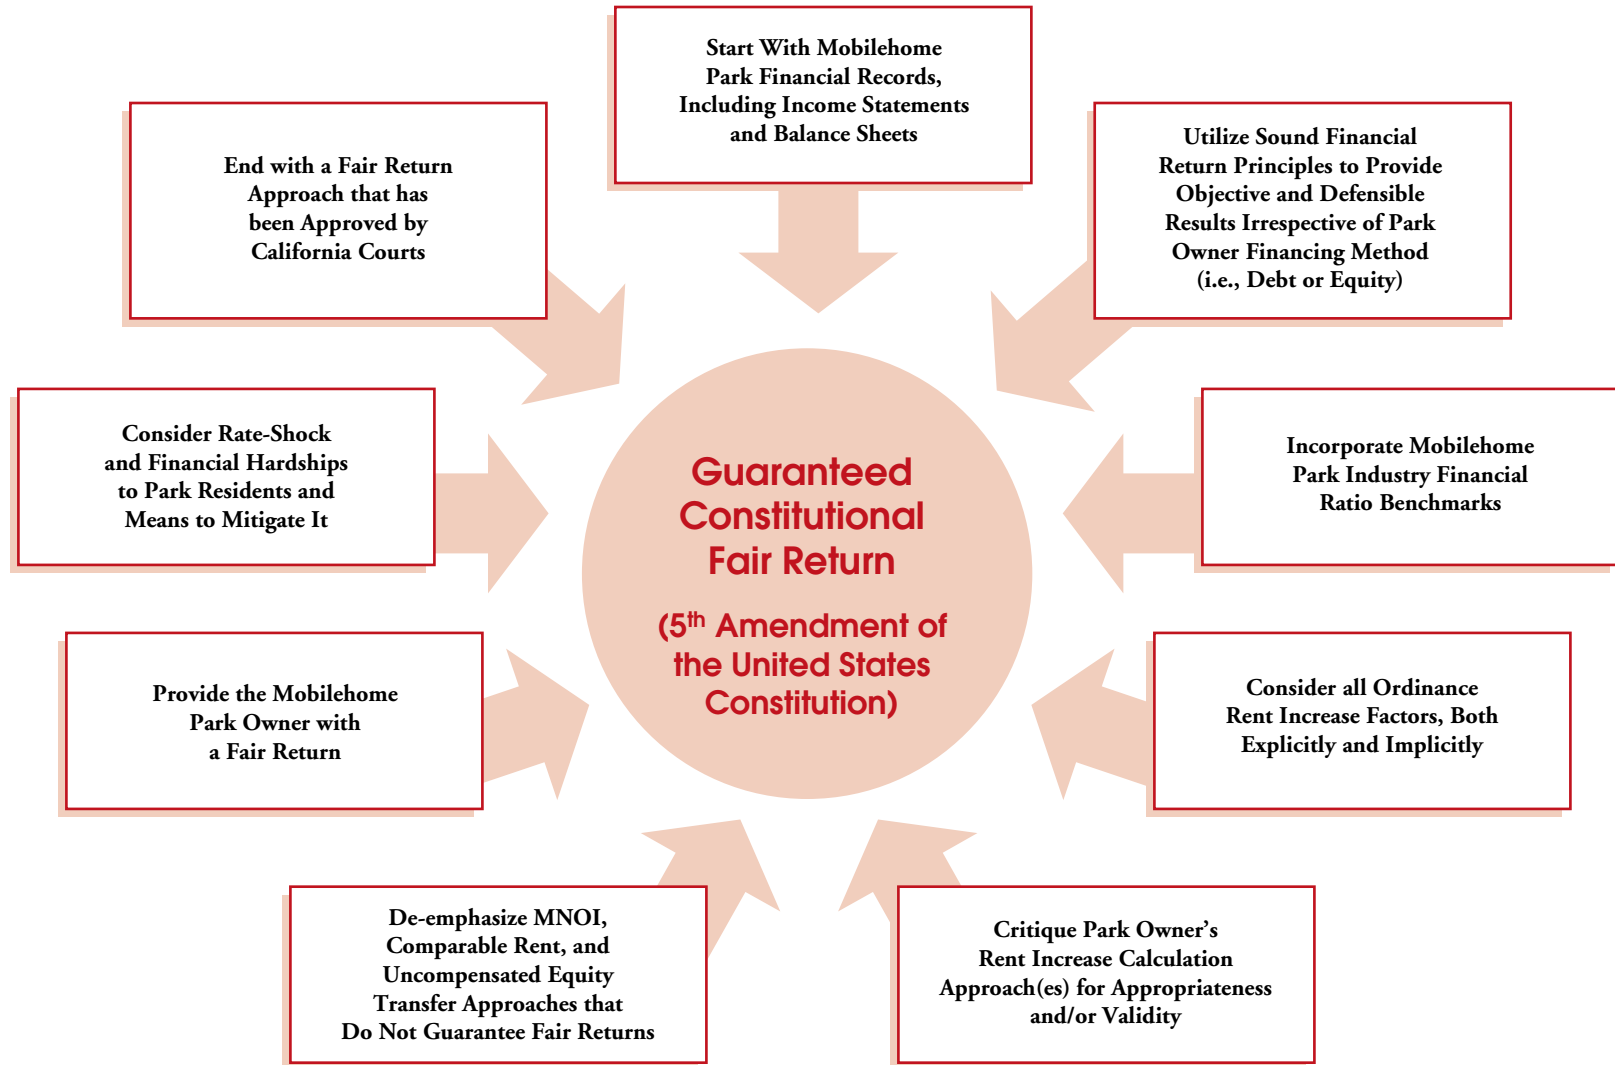 Start With Mobilehome
Park Financial Records,
Including Income Statements
and Balance Sheets
Utilize Sound Financial
Return Principles to Provide
Objective and Defensible
Results Irrespective of Park
Owner Financing Method
(i.e., Debt or Equity)
Incorporate Mobilehome
Park Industry Financial
Ratio Benchmarks
Consider all Ordinance
Rent Increase Factors, Both
Explicitly and Implicitly
Critique Park Owner’s
Rent Increase Calculation
Approach(es) for Appropriateness
and/or Validity
De-emphasize MNOI,
Comparable Rent, and
Uncompensated Equity
Transfer Approaches that
Do Not Guarantee Fair Returns
Provide the Mobilehome
Park Owner with
a Fair Return
Consider Rate-Shock
and Financial Hardships
to Park Residents and
Means to Mitigate It
End with a Fair Return
Approach that has
been Approved by
California Courts
Guaranteed
Constitutional
Fair Return
(5th Amendment of
the United States
Constitution)